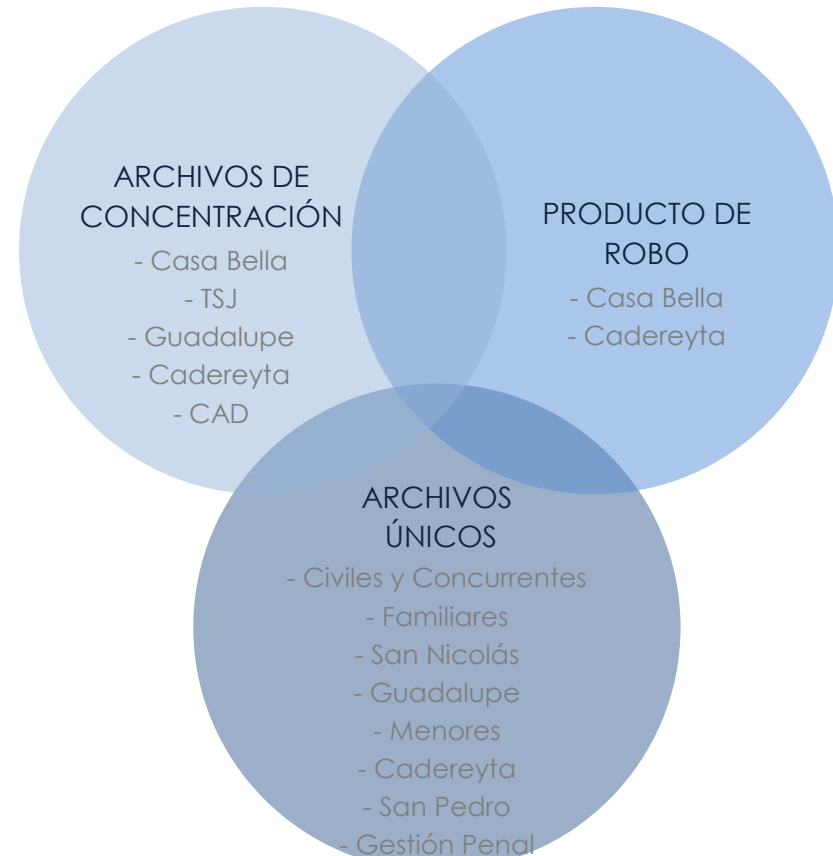 ARCHIVOS DE
CONCENTRACIÓN
- Casa Bella
- TSJ
- Guadalupe
- Cadereyta
- CAD
PRODUCTO DE
ROBO
- Casa Bella
- Cadereyta
ARCHIVOS
ÚNICOS
- Civiles y Concurrentes
- Familiares
- San Nicolás
- Guadalupe
- Menores
- Cadereyta
- San Pedro
- Gestión Penal